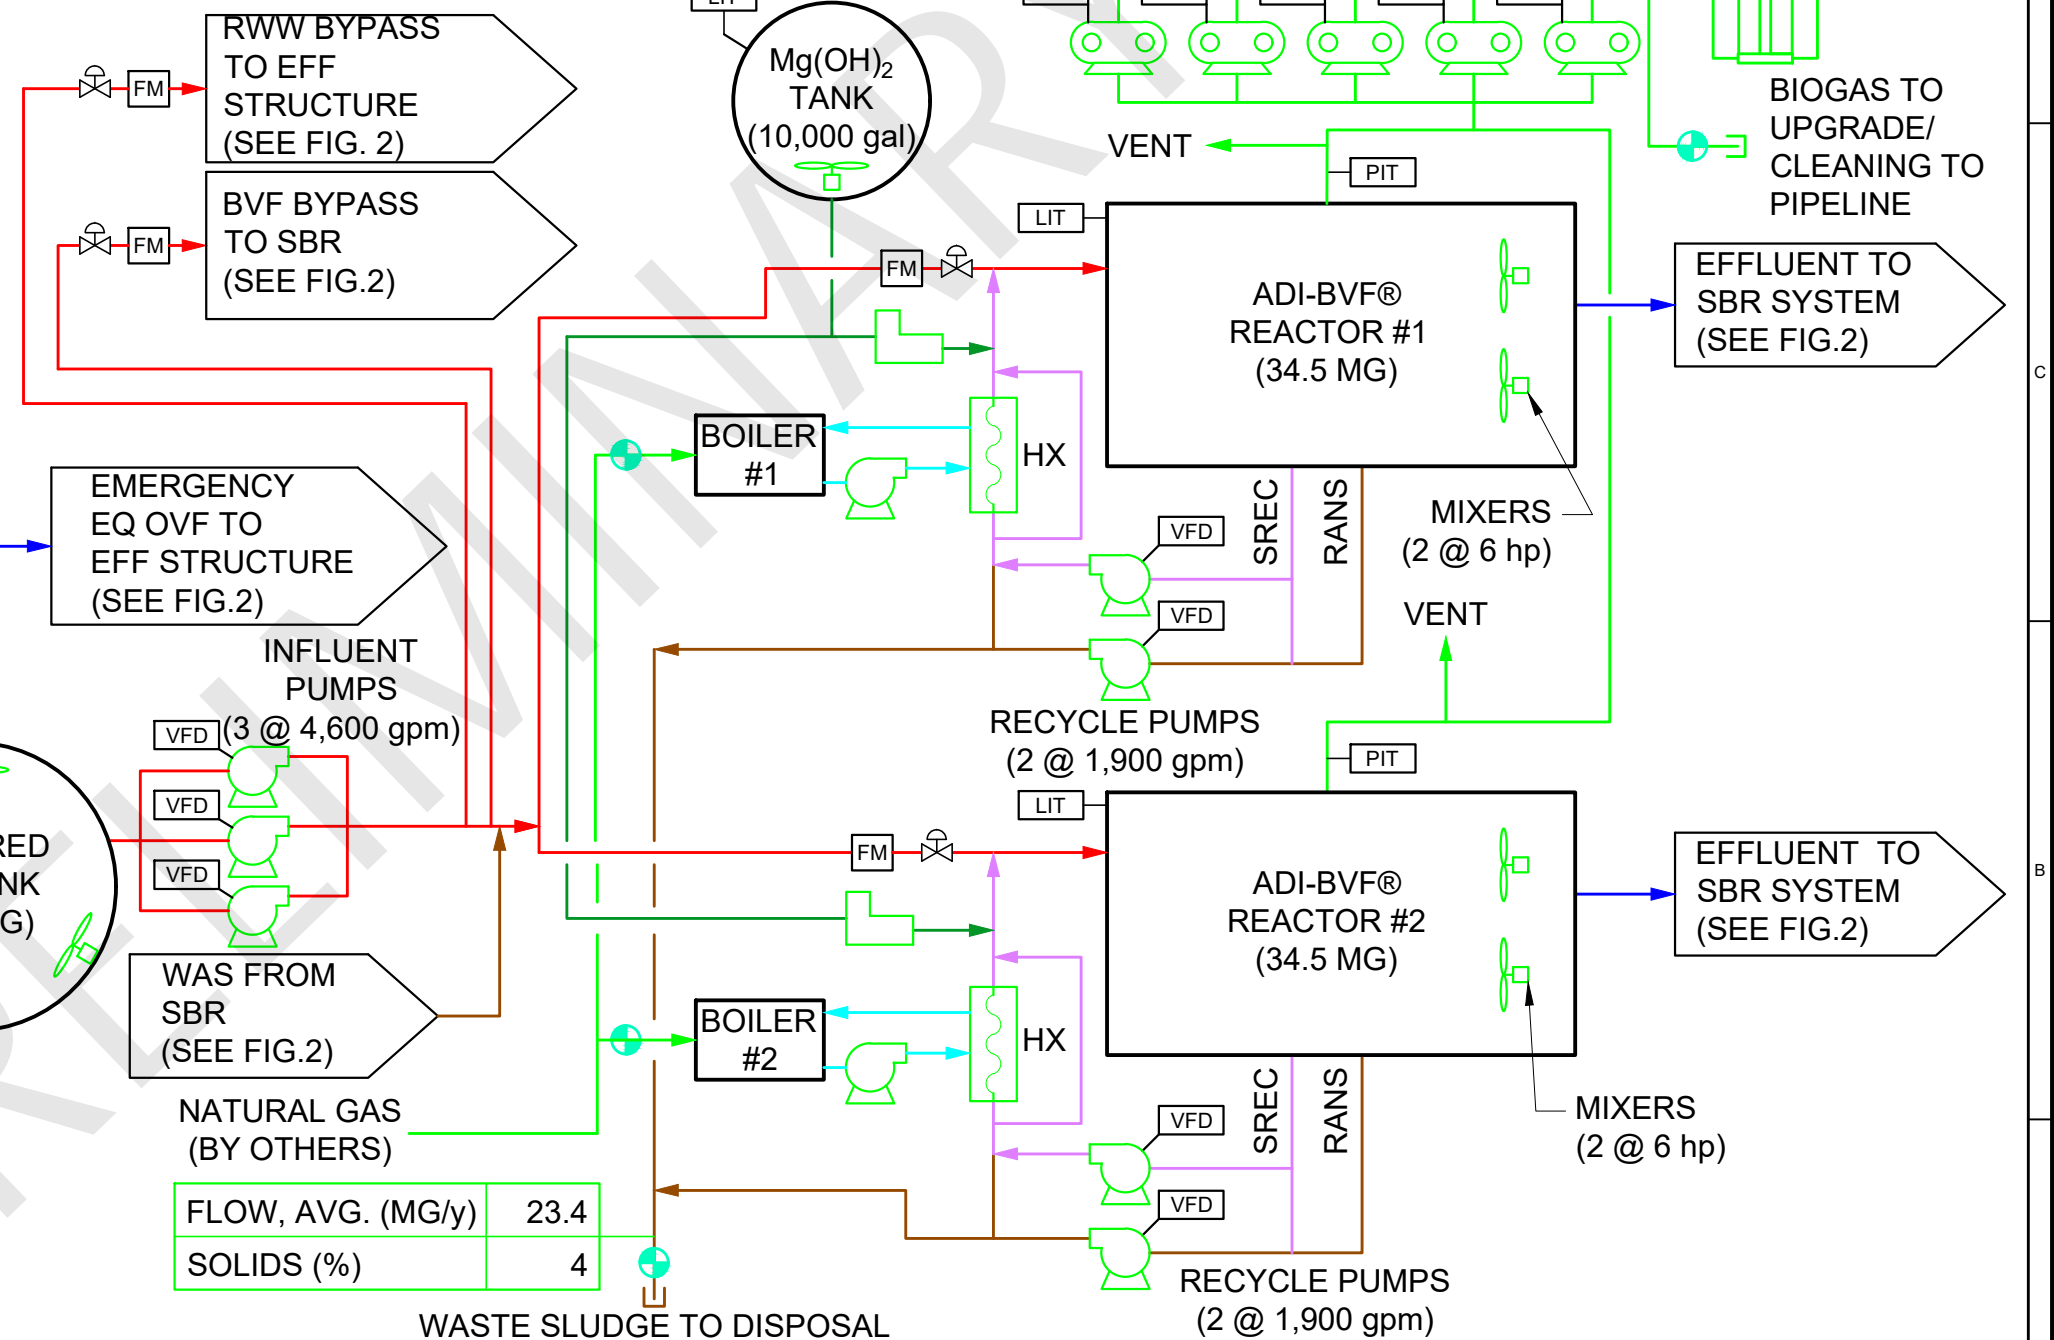 RWW BYPASS
TO EFF
STRUCTURE
(SEE FIG. 2)
FM
BVF BYPASS
TO SBR
(SEE FIG.2)
FM
LIT
Mg(OH)2
TANK
(10,000 gal)
VENT
PIT
BIOGAS TO
UPGRADE/
CLEANING TO
PIPELINE
LIT
FM
ADI-BVF®
REACTOR #1
(34.5 MG)
EFFLUENT TO
SBR SYSTEM
(SEE FIG.2)
C
BOILER
#1
HX
EMERGENCY
EQ OVF TO
EFF STRUCTURE
(SEE FIG.2)
SREC
RANS
MIXERS
(2 @ 6 hp)
VFD
VFD
VENT
INFLUENT
PUMPS
(3 @ 4,600 gpm)
VFD
VFD
VFD
RECYCLE PUMPS
(2 @ 1,900 gpm)
PIT
LIT
FM
RED
NK
G)
ADI-BVF®
REACTOR #2
(34.5 MG)
EFFLUENT TO
SBR SYSTEM
(SEE FIG.2)
B
WAS FROM
SBR
(SEE FIG.2)
BOILER
#2
HX
NATURAL GAS
(BY OTHERS)
SREC
RANS
MIXERS
(2 @ 6 hp)
VFD
VFD
FLOW, AVG. (MG/y) 23.4
SOLIDS (%) 4
RECYCLE PUMPS
(2 @ 1,900 gpm)
WASTE SLUDGE TO DISPOSAL
PRELIMINARY